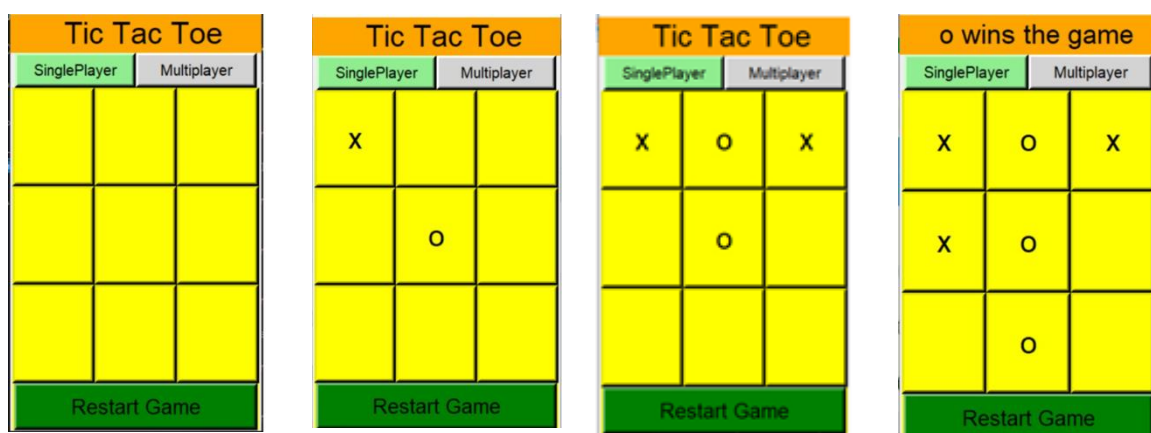 Tic Tac Toe
SinglePlayer Multiplayer
Restart Game
Tic Tac Toe
SinglePlayer Multiplayer
X
O
Restart Game
Tic Tac Toe
SinglePlayer Multiplayer
X O X
O
Restart Game
o wins the game
SinglePlayer Multiplayer
X O X
X O
O
Restart Game